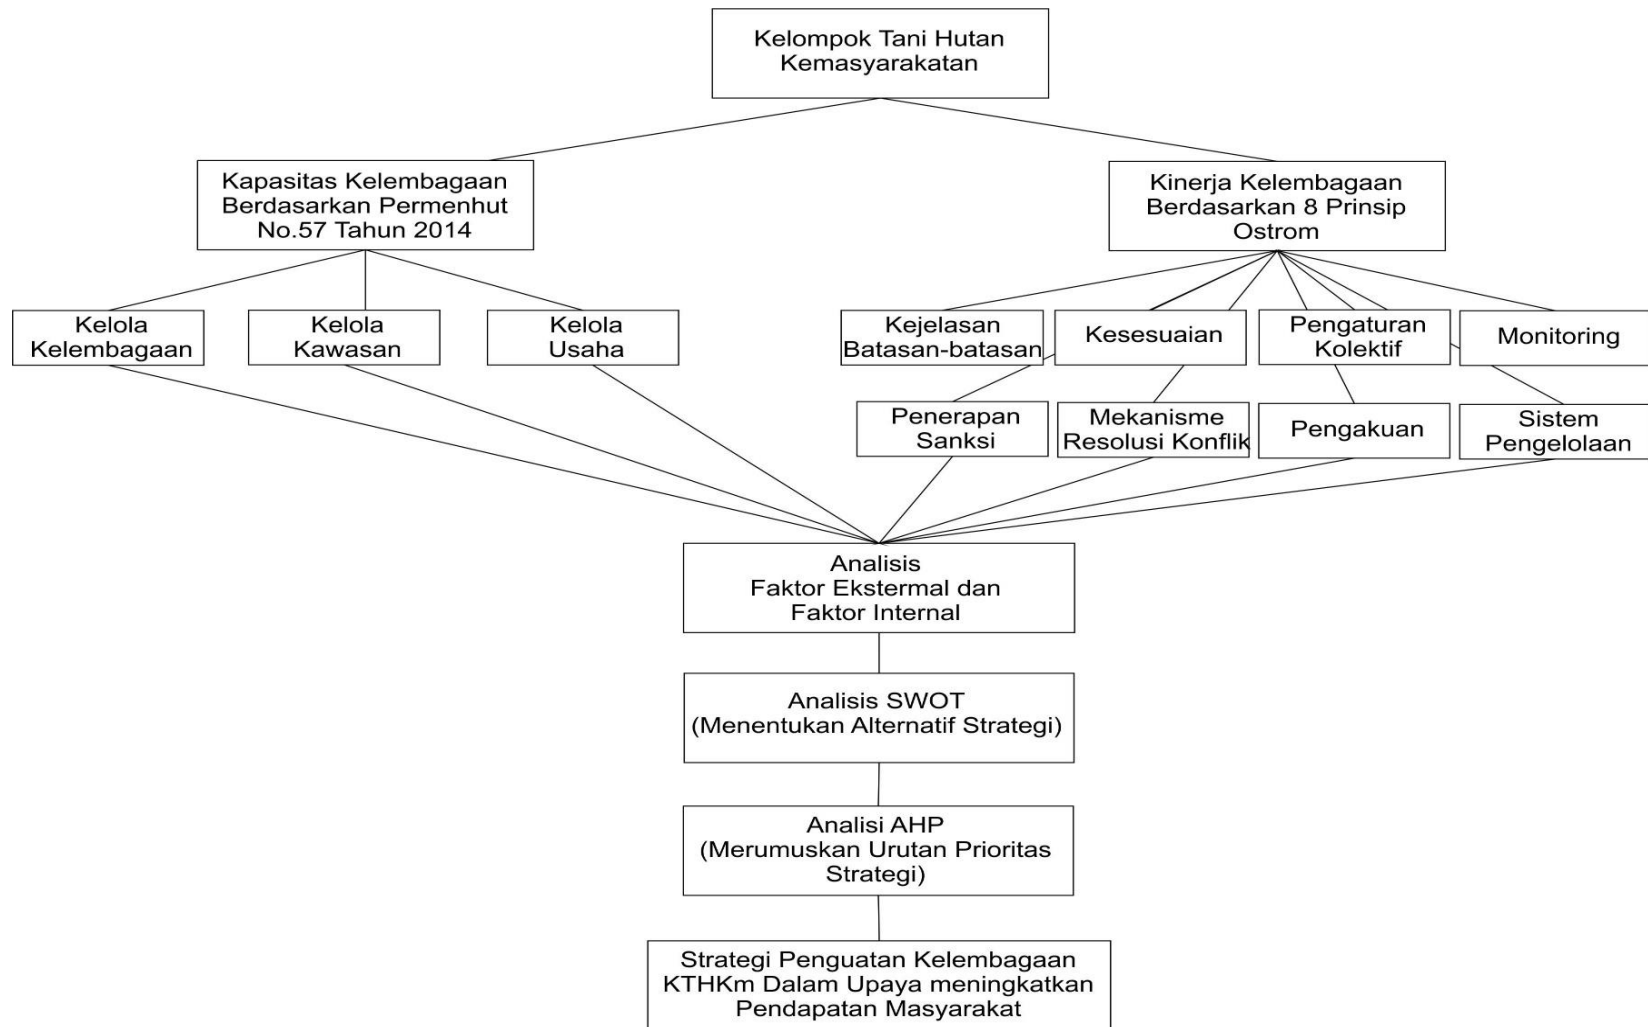 Kelompok Tani Hutan
Kemasyarakatan
Kapasitas Kelembagaan
Berdasarkan Permenhut
No.57 Tahun 2014
Kinerja Kelembagaan
Berdasarkan 8 Prinsip
Ostrom
Kelola
Kelembagaan
Kelola
Kawasan
Kelola
Usaha
Kejelasan
Batasan-batasan
Kesesuaian
Pengaturan
Kolektif
Monitoring
Penerapan
Sanksi
Mekanisme
Resolusi Konflik
Pengakuan
Sistem
Pengelolaan
Analisis
Faktor Ekstermal dan
Faktor Internal
Analisis SWOT
(Menentukan Alternatif Strategi)
Analisi AHP
(Merumuskan Urutan Prioritas
Strategi)
Strategi Penguatan Kelembagaan
KTHKm Dalam Upaya meningkatkan
Pendapatan Masyarakat